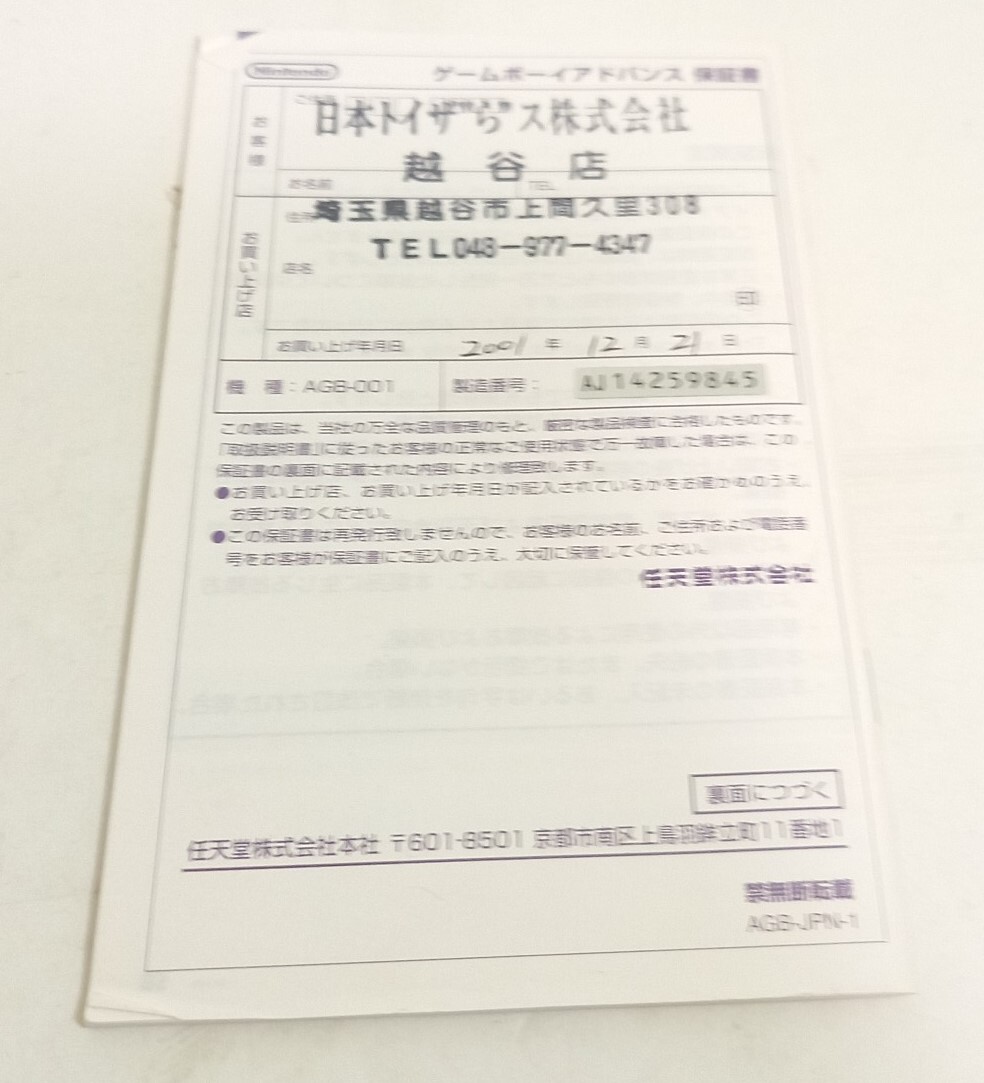 Nintendo
ゲームボーイアドバンス 保証書
お客様
日本トイザ"ら"ス株式会社
越谷店
お名前
TEL
住所
埼玉県越谷市上間久里308
TEL048-977-4347
お買い上げ店
店名
印
お買い上げ年月日 2001 年 12 月 21 日
機 種：AGB-001 製造番号： AJ14259845
この製品は、当社の万全な品質管理のもと、厳密な製品検査に合格したものです。
「取扱説明書」に従ったお客様の正常なご使用状態で万一故障した場合は、この
保証書の裏面に記載された内容により修理致します。
●お買い上げ店、お買い上げ年月日が記入されているかをお確かめのうえ、
お受け取りください。
●この保証書は再発行致しませんので、お客様のお名前、ご住所および電話番
号をお客様が保証書にご記入のうえ、大切に保管してください。
任天堂株式会社
裏面につづく
任天堂株式会社本社 〒601-8501 京都市南区上鳥羽鉾立町11番地1
禁無断転載
AGB-JPN-1